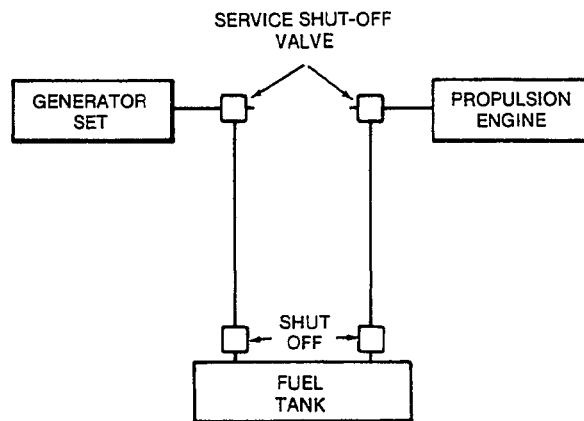 SERVICE SHUT-OFF
VALVE
GENERATOR
SET
PROPULSION
ENGINE
SHUT
OFF
FUEL
TANK